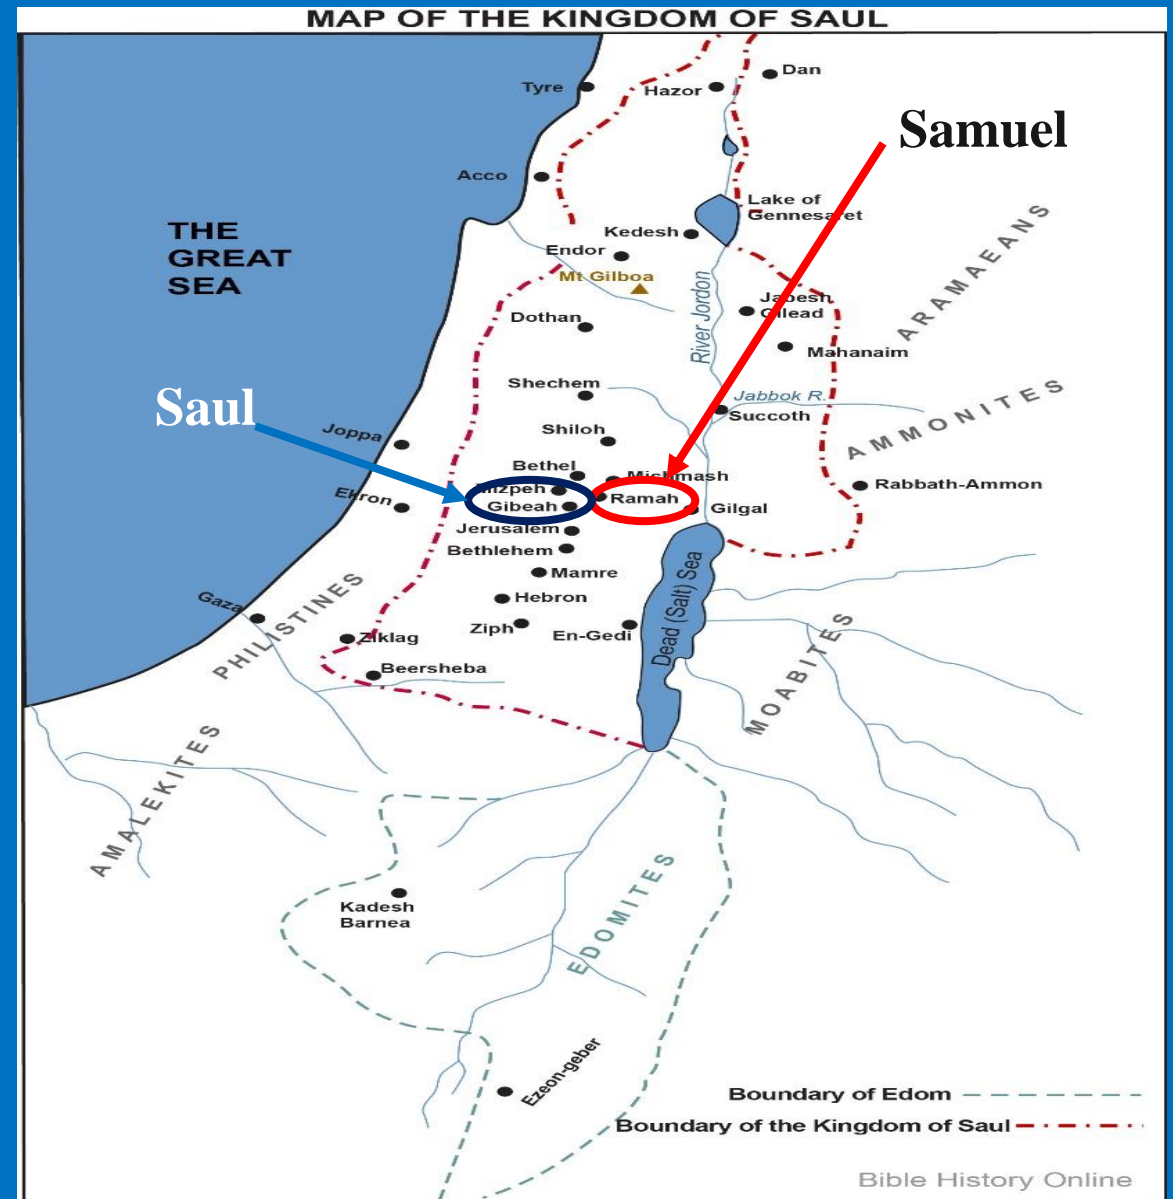 MAP OF THE KINGDOM OF SAUL
Dan
Tyre
Hazor
Samuel
Acco
Lake of
Gennesaret
THE
GREAT
SEA
Kedesh
Endor
Mt Gilboa
ARAMAEANS
River Jordon
Jabesh
Gilead
Dothan
Mahanaim
Shechem
Jabbok R.
Succoth
Saul
AMMONITES
Joppa
Shiloh
Bethel
Michmash
Mizpeh
Ramah
Rabbath-Ammon
Ekron
Gibeah
Gilgal
Jerusalem
Bethlehem
Mamre
Hebron
Dead (Salt) Sea
Gaza
PHILISTINES
Ziph
En-Gedi
Ziklag
Beersheba
MOABITES
AMALEKITES
Kadesh
Barnea
EDOMITES
Ezeon-geber
Boundary of Edom
Boundary of the Kingdom of Saul
Bible History Online